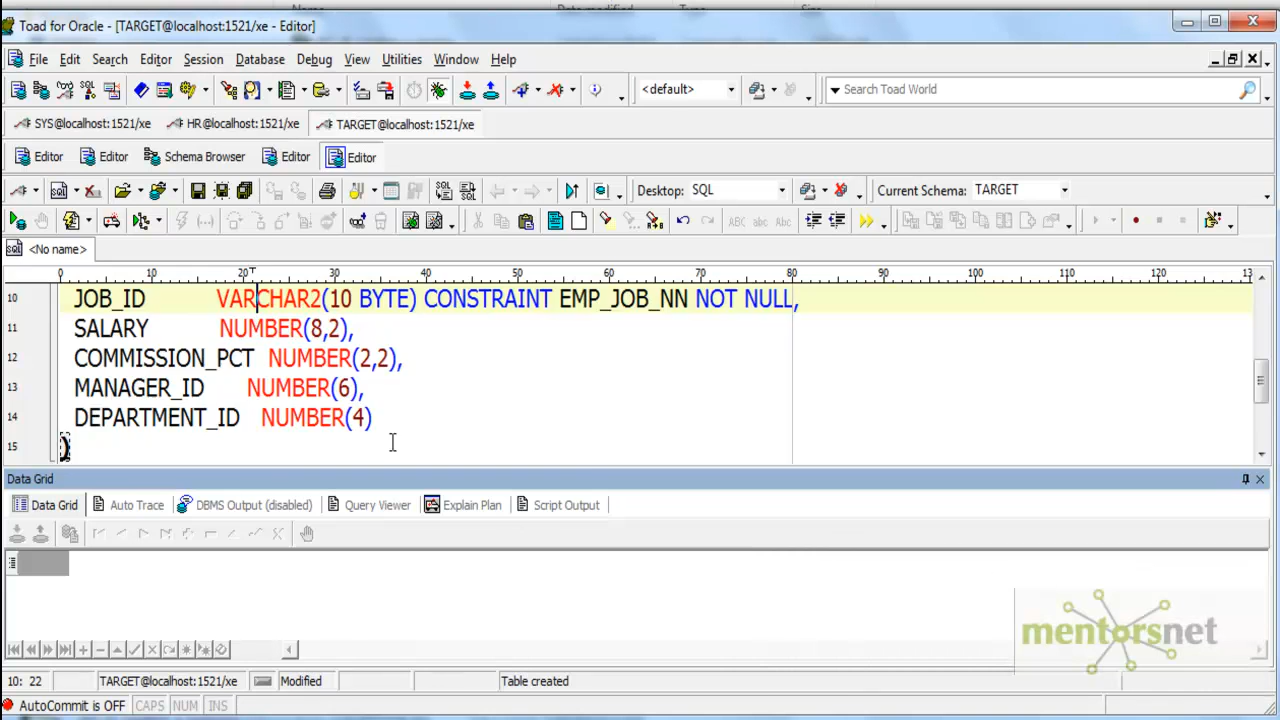 Toad for Oracle - [TARGET@localhost:1521/xe - Editor]
File Edit Search Editor Session Database Debug View Utilities Window Help
<default> Search Toad World
SYS@localhost:1521/xe HR@localhost:1521/xe TARGET@localhost:1521/xe
Editor Editor Schema Browser Editor Editor
SQL Desktop: SQL Current Schema: TARGET
ABC abc Abc
SQL <No name>
0 10 20 30 40 50 60 70 80 90 100 110 120 13
10 JOB_ID VARCHAR2(10 BYTE) CONSTRAINT EMP_JOB_NN NOT NULL,
11 SALARY NUMBER(8,2),
12 COMMISSION_PCT NUMBER(2,2),
13 MANAGER_ID NUMBER(6),
14 DEPARTMENT_ID NUMBER(4)
15 )
Data Grid
Data Grid Auto Trace DBMS Output (disabled) Query Viewer Explain Plan Script Output
mentorsnet
10: 22 TARGET@localhost:1521/xe Modified Table created
AutoCommit is OFF CAPS NUM INS